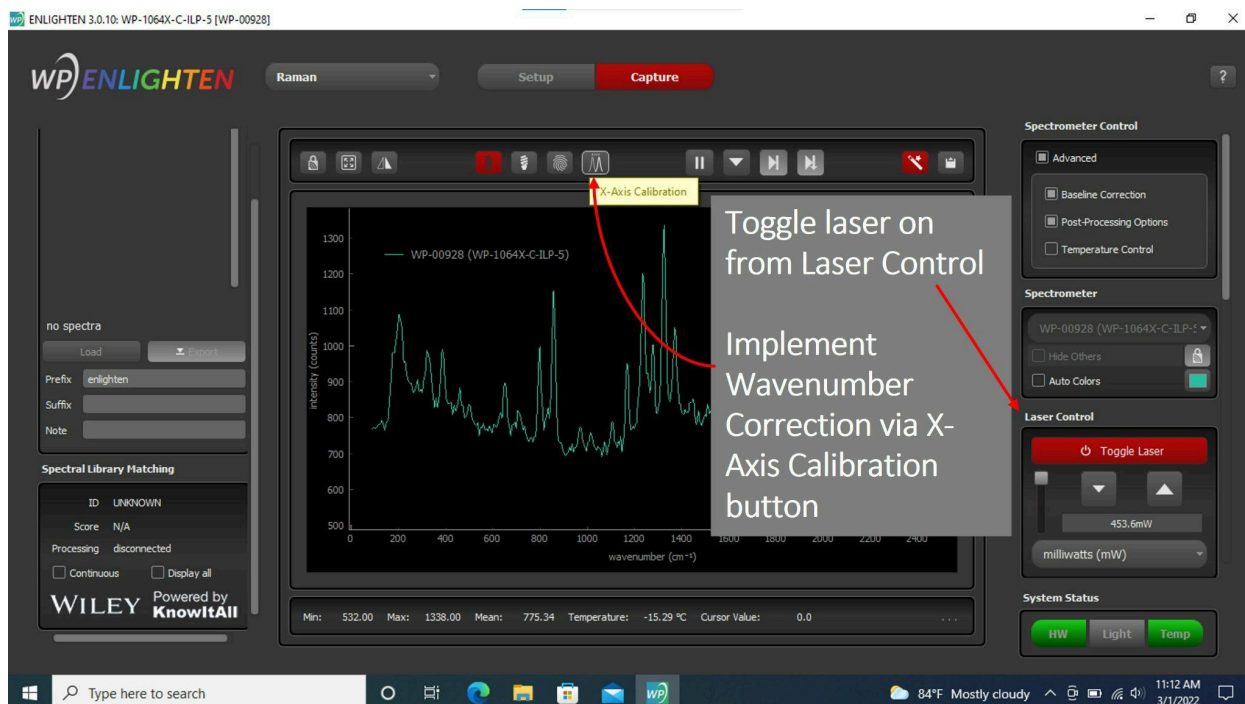 ENLIGHTEN 3.0.10: WP-1064X-C-ILP-5 [WP-00928]
WP ENLIGHTEN
Raman
Setup
Capture
?
no spectra
Load
Export
Prefix enlighten
Suffix
Note
Spectral Library Matching
ID UNKNOWN
Score N/A
Processing disconnected
Continuous Display all
WILEY Powered by
KnowItAll
X-Axis Calibration
WP-00928 (WP-1064X-C-ILP-5)
intensity (counts)
1300
1200
1100
1000
900
800
700
600
500
0 200 400 600 800 1000 1200 1400 1600 1800 2000 2200 2400
wavenumber (cm⁻¹)
Min: 532.00 Max: 1338.00 Mean: 775.34 Temperature: -15.29 °C Cursor Value: 0.0 ...
Toggle laser on
from Laser Control
Implement
Wavenumber
Correction via X-
Axis Calibration
button
Spectrometer Control
Advanced
Baseline Correction
Post-Processing Options
Temperature Control
Spectrometer
WP-00928 (WP-1064X-C-ILP-5
Hide Others
Auto Colors
Laser Control
Toggle Laser
453.6mW
milliwatts (mW)
System Status
HW Light Temp
Type here to search
WP
84°F Mostly cloudy
11:12 AM
3/1/2022